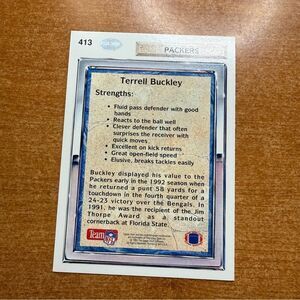 413
PACKERS
Terrell Buckley
Strengths:
• Fluid pass defender with good
hands
• Reacts to the ball well
• Clever defender that often
surprises the receiver with
quick moves
• Excellent on kick returns
• Great open-field speed
• Elusive, breaks tackles easily
Buckley displayed his value to the
Packers early in the 1992 season when
he returned a punt 58 yards for a
touchdown in the fourth quarter of a
24-23 victory over the Bengals. In
1991, he was the recipient of the Jim
Thorpe Award as a standout
cornerback at Florida State.
Team
NFL